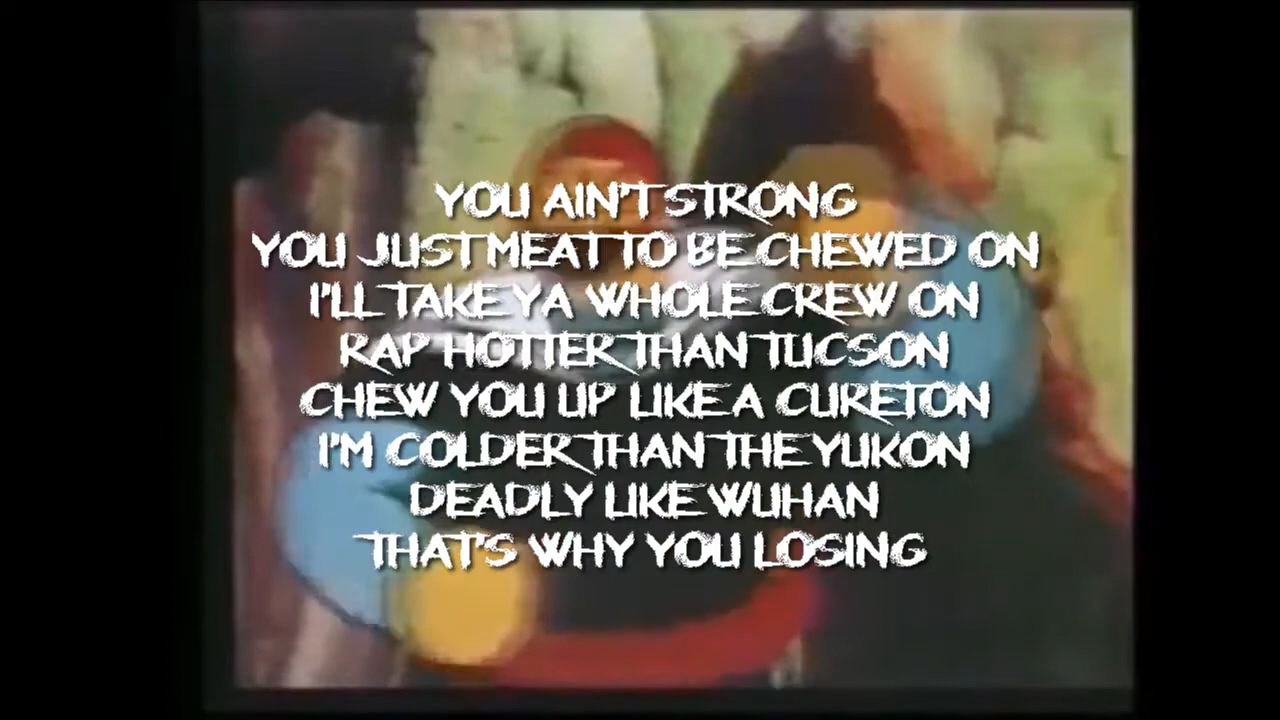 YOU AIN'T STRONG
YOU JUST MEAT TO BE CHEWED ON
I'LL TAKE YA WHOLE CREW ON
RAP HOTTER THAN TUCSON
CHEW YOU UP LIKE A CURETON
I'M COLDER THAN THE YUKON
DEADLY LIKE WUHAN
THAT'S WHY YOU LOSING